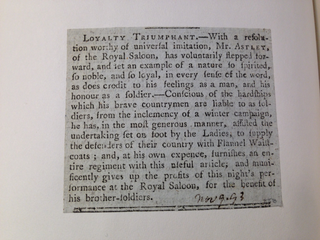 LOYALTY TRIUMPHANT.—With a resolu-
tion worthy of universal imitation, Mr. ASTLEY,
of the Royal Saloon, has voluntarily ſtepped for-
ward, and ſet an example of a nature ſo ſpirited,
ſo noble, and ſo loyal, in every ſenſe of the word,
as does credit to his feelings as a man, and his
honour as a ſoldier.—Conſcious of the hardſhips
which his brave countrymen are liable to as ſol-
diers, from the inclemency of a winter campaign,
he has, in the moſt generous manner, aſſiſted the
undertaking ſet on foot by the Ladies, to ſupply
the defenders of their country with Flannel Waiſt-
coats; and, at his own expence, furniſhes an en-
tire regiment with this uſeful article; and muni-
ficently gives up the profits of this night's per-
formance at the Royal Saloon, for the benefit of
his brother-ſoldiers.
Nov 9. 93